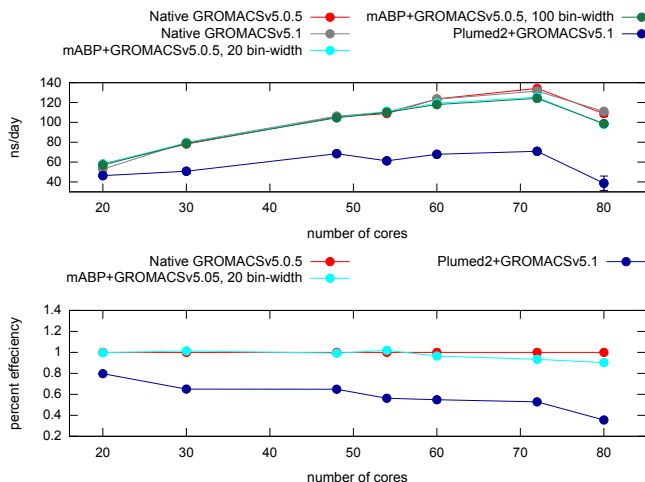 Native GROMACSv5.0.5
Native GROMACSv5.1
mABP+GROMACSv5.0.5, 20 bin-width
mABP+GROMACSv5.0.5, 100 bin-width
Plumed2+GROMACSv5.1
140
120
100
80
60
40
ns/day
20 30 40 50 60 70 80
number of cores
Native GROMACSv5.0.5
mABP+GROMACSv5.05, 20 bin-width
Plumed2+GROMACSv5.1
1.4
1.2
1
0.8
0.6
0.4
0.2
percent effeciency
20 30 40 50 60 70 80
number of cores